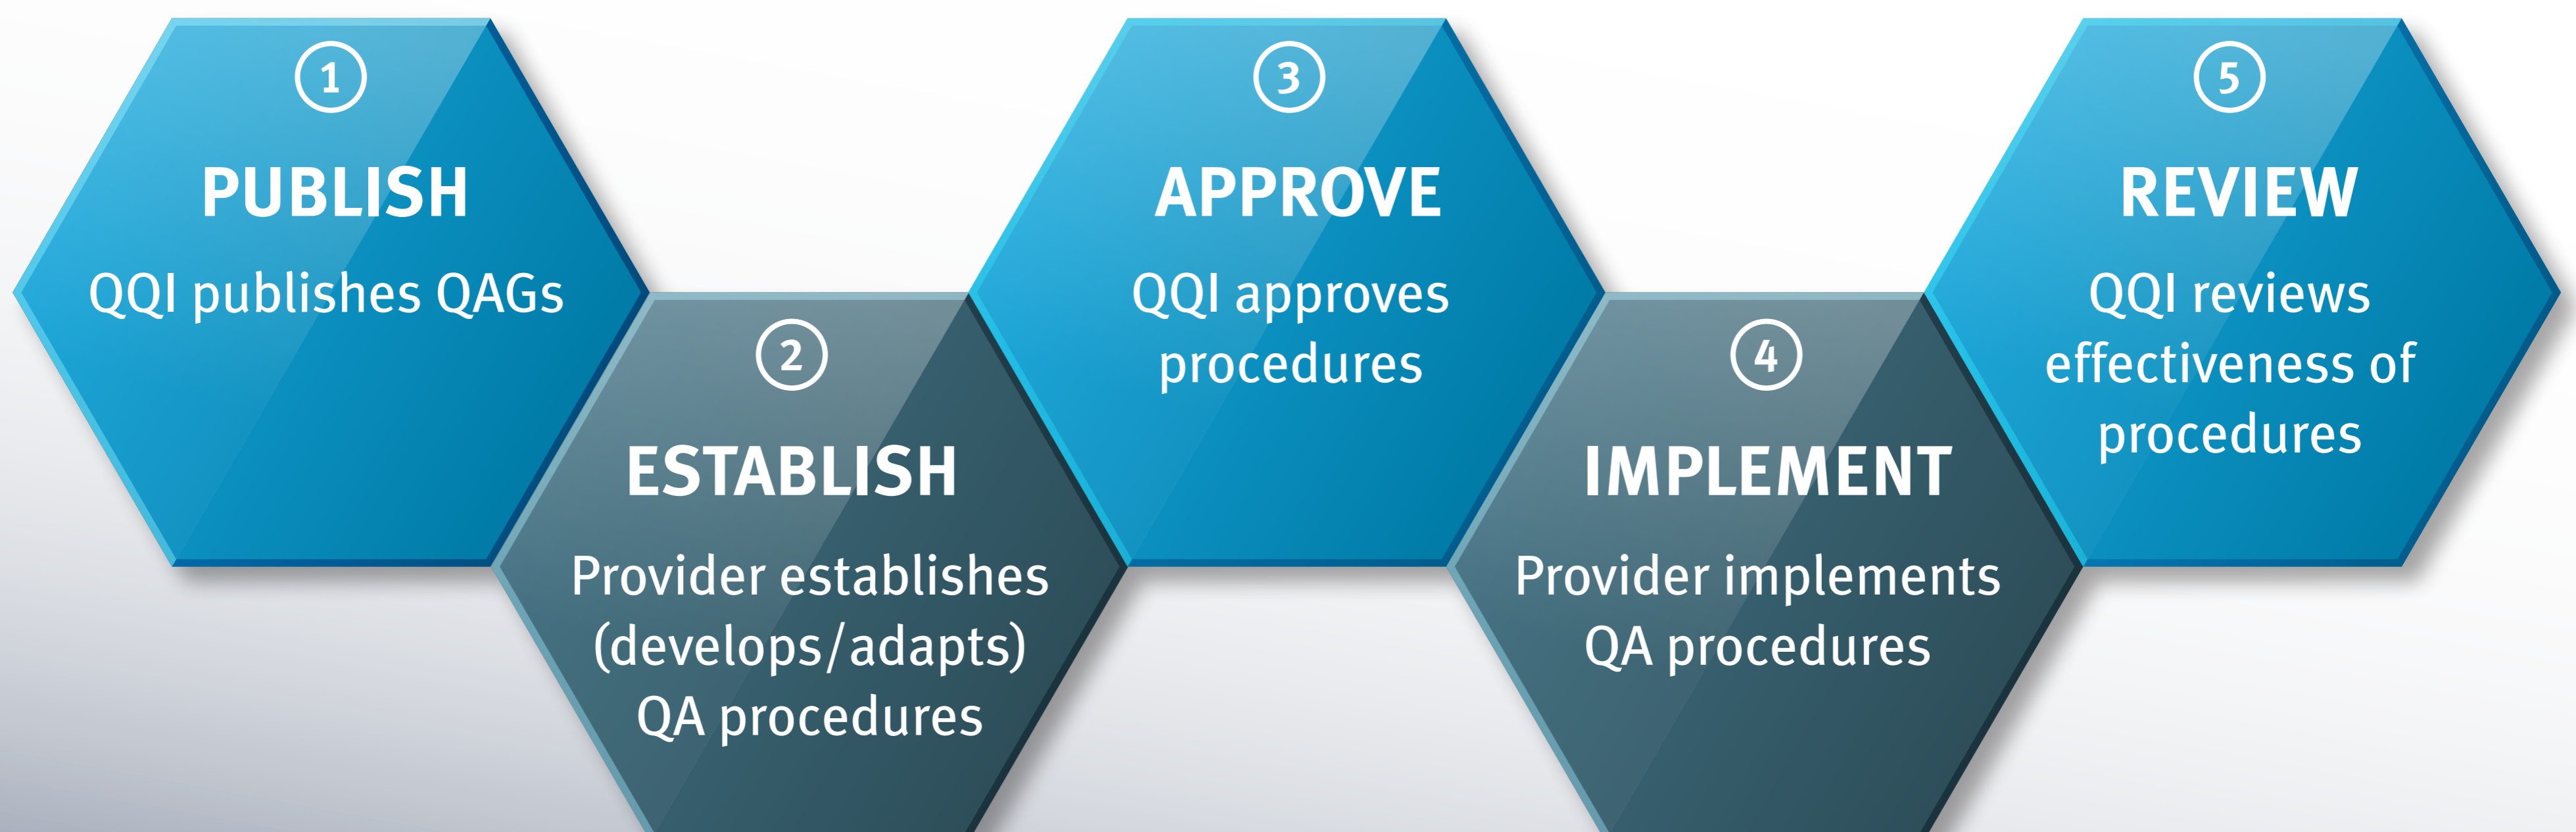 1
PUBLISH
QQI publishes QAGs
2
ESTABLISH
Provider establishes
(develops/adapts)
QA procedures
3
APPROVE
QQI approves
procedures
4
IMPLEMENT
Provider implements
QA procedures
5
REVIEW
QQI reviews
effectiveness of
procedures